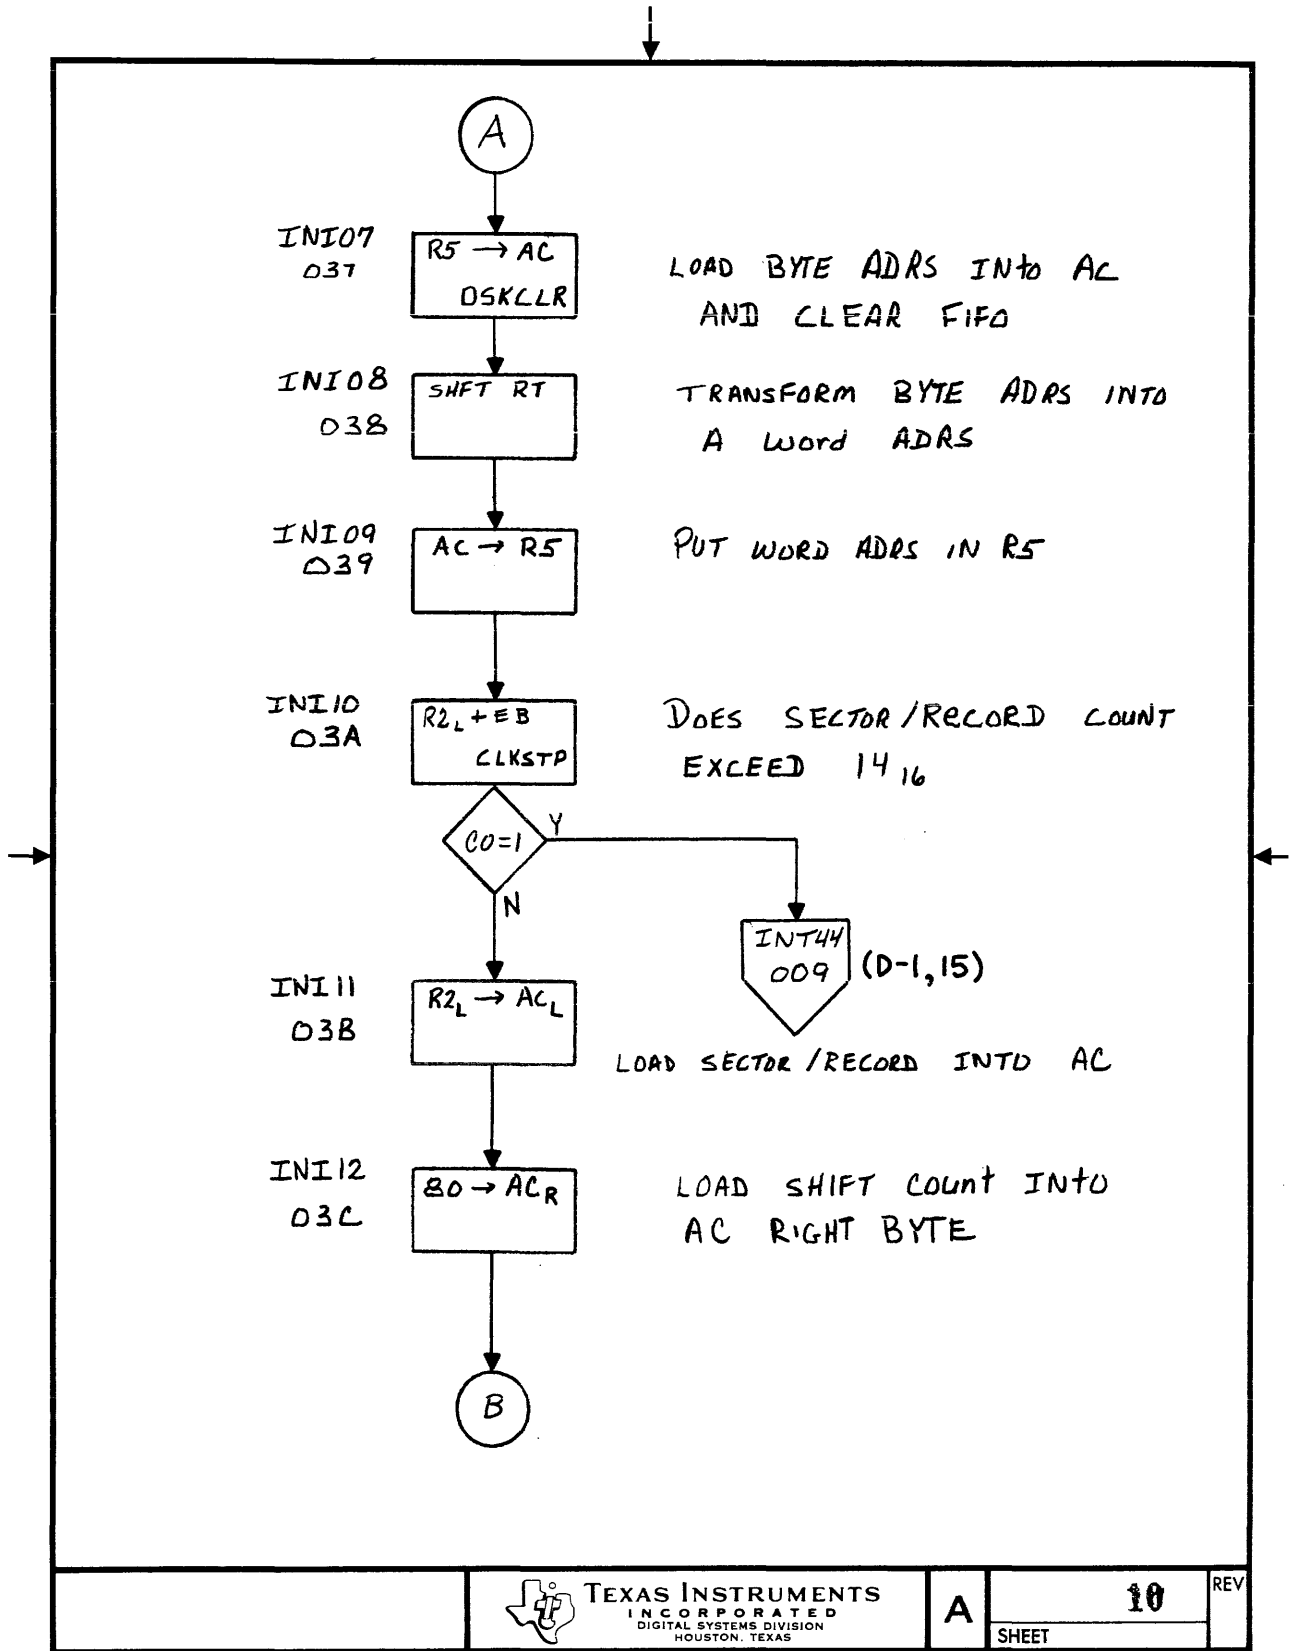 A
INI07
037
R5 → AC
DSKCLR
LOAD BYTE ADRS INto AC
AND CLEAR FIFO
INI08
038
SHFT RT
TRANSFORM BYTE ADRS INTO
A Word ADRS
INI09
039
AC → R5
PUT WORD ADRS IN R5
INI10
03A
R2L + EB
CLKSTP
DOES SECTOR/RECORD COUNT
EXCEED 14 16
CO=1
Y
N
INT44
009
(D-1,15)
INI11
03B
R2L → ACL
LOAD SECTOR/RECORD INTO AC
INI12
03C
80 → ACR
LOAD SHIFT Count INto
AC RIGHT BYTE
B
TEXAS INSTRUMENTS
INCORPORATED
DIGITAL SYSTEMS DIVISION
HOUSTON, TEXAS
A
10
SHEET
REV